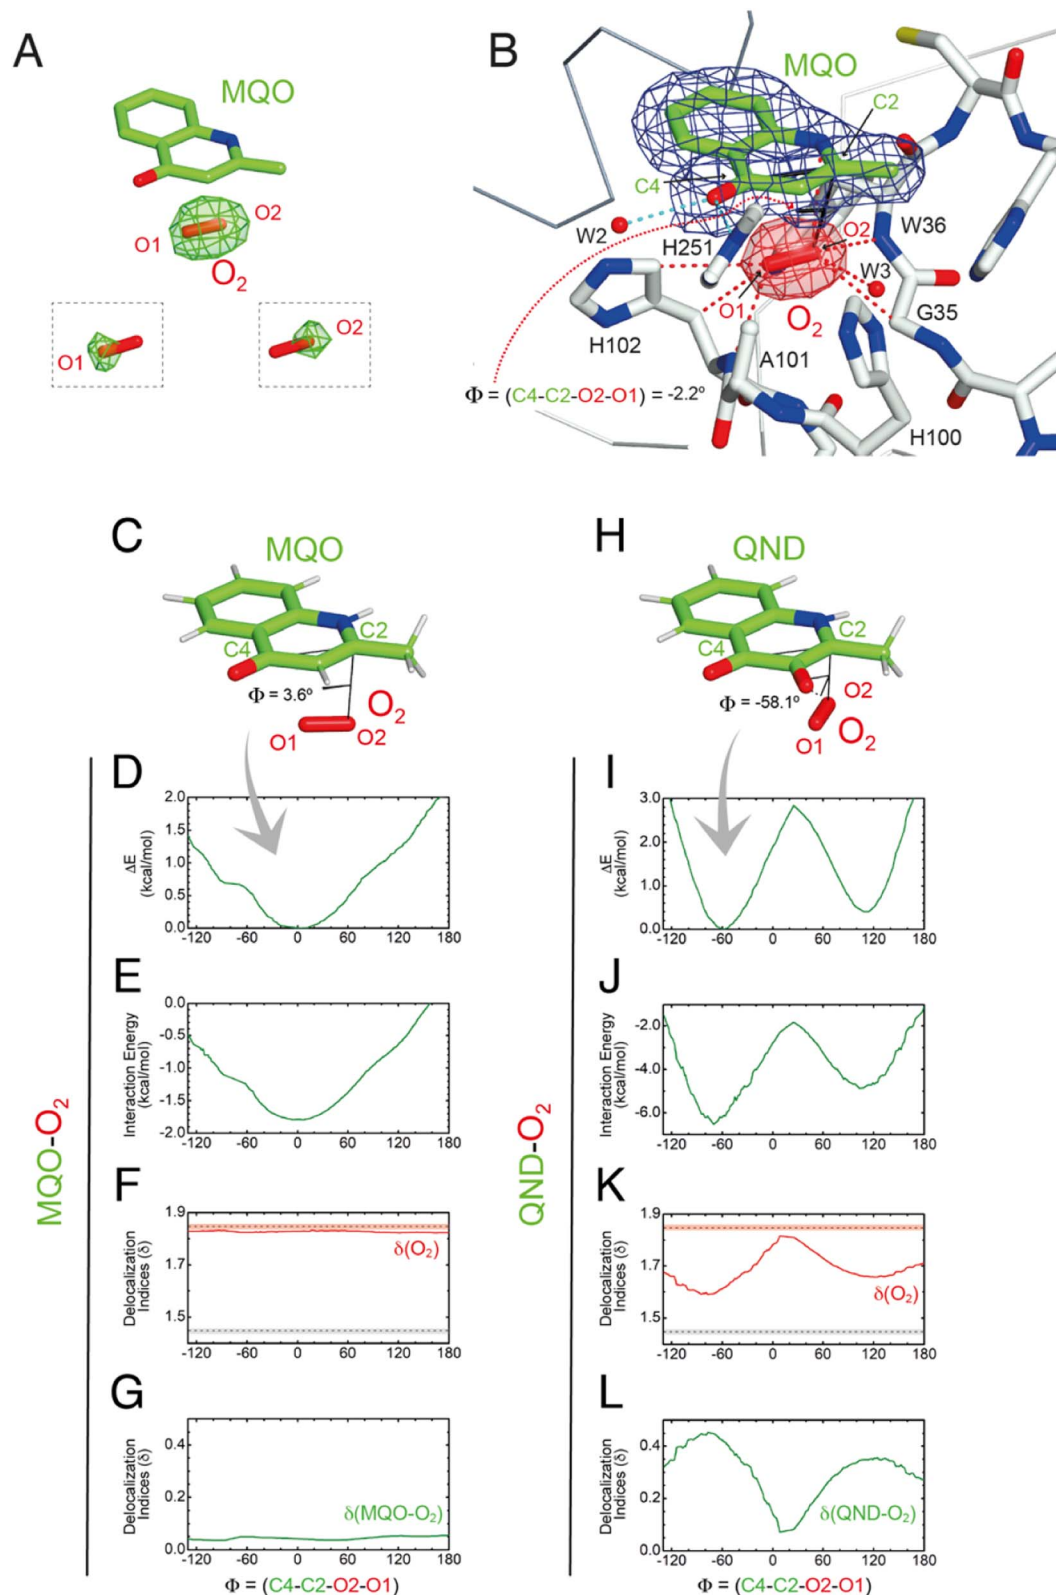 A
MQO
O1
O2
O₂
O1
O2
B
MQO
C2
C4
W2
H251
O2
W36
W3
O1
O₂
G35
H102
A101
Φ = (C4-C2-O2-O1) = -2.2º
H100
C
MQO
C2
C4
Φ = 3.6º
O₂
O1
O2
H
QND
C2
C4
O2
Φ = -58.1º
O1
O₂
MQO-O₂
D
ΔE
(kcal/mol)
2.0
1.5
1.0
0.5
0.0
-120 -60 0 60 120 180
E
Interaction Energy
(kcal/mol)
0.0
-0.5
-1.0
-1.5
-2.0
-120 -60 0 60 120 180
F
Delocalization
Indices (δ)
1.9
1.7
1.5
δ(O₂)
-120 -60 0 60 120 180
G
Delocalization
Indices (δ)
0.4
0.2
0.0
δ(MQO-O₂)
-120 -60 0 60 120 180
Φ = (C4-C2-O2-O1)
QND-O₂
I
ΔE
(kcal/mol)
3.0
2.0
1.0
0.0
-120 -60 0 60 120 180
J
Interaction Energy
(kcal/mol)
-2.0
-4.0
-6.0
-120 -60 0 60 120 180
K
Delocalization
Indices (δ)
1.9
1.7
1.5
δ(O₂)
-120 -60 0 60 120 180
L
Delocalization
Indices (δ)
0.4
0.2
0.0
δ(QND-O₂)
-120 -60 0 60 120 180
Φ = (C4-C2-O2-O1)